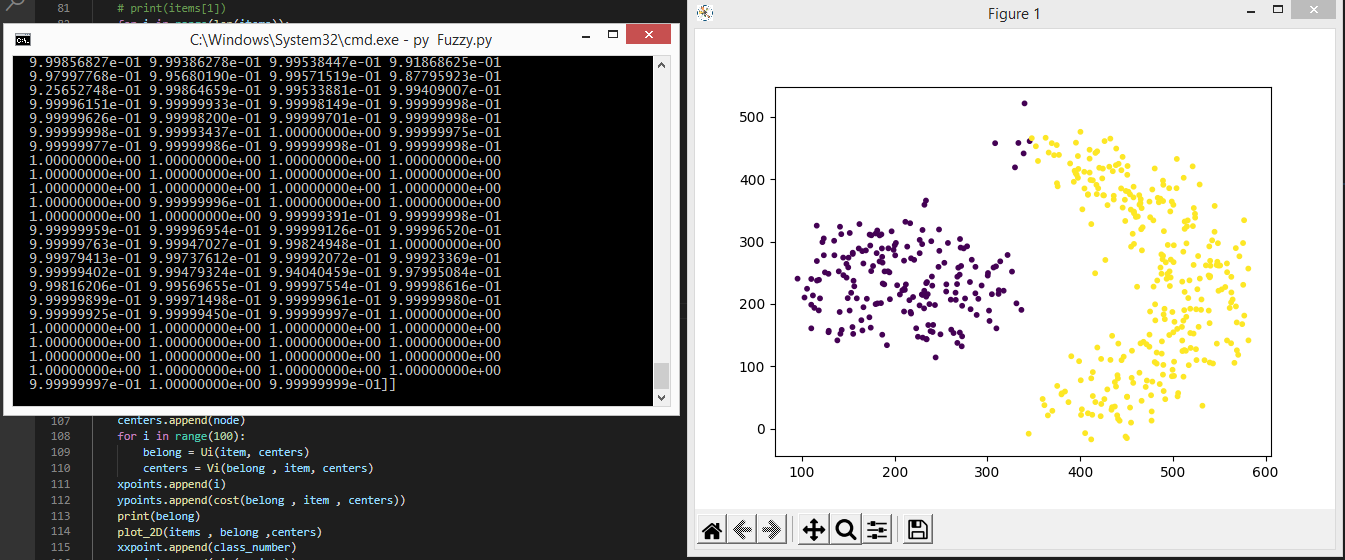 81 # print(items[1])
C:\Windows\System32\cmd.exe - py Fuzzy.py
9.99856827e-01 9.99386278e-01 9.99538447e-01 9.91868625e-01
9.97997768e-01 9.95680190e-01 9.99571519e-01 9.87795923e-01
9.25652748e-01 9.99864659e-01 9.99533881e-01 9.99409007e-01
9.99996151e-01 9.99999933e-01 9.99998149e-01 9.99999998e-01
9.99999626e-01 9.99998200e-01 9.99999701e-01 9.99999998e-01
9.99999998e-01 9.99993437e-01 1.00000000e+00 9.99999975e-01
9.99999977e-01 9.99999986e-01 9.99999998e-01 9.99999998e-01
1.00000000e+00 1.00000000e+00 1.00000000e+00 1.00000000e+00
1.00000000e+00 1.00000000e+00 1.00000000e+00 1.00000000e+00
1.00000000e+00 1.00000000e+00 1.00000000e+00 1.00000000e+00
1.00000000e+00 9.99999996e-01 1.00000000e+00 1.00000000e+00
1.00000000e+00 1.00000000e+00 9.99999391e-01 9.99999998e-01
9.99999959e-01 9.99996954e-01 9.99999126e-01 9.99996520e-01
9.99999763e-01 9.99947027e-01 9.99824948e-01 1.00000000e+00
9.99979413e-01 9.99737612e-01 9.99992072e-01 9.99923369e-01
9.99999402e-01 9.99479324e-01 9.94040459e-01 9.97995084e-01
9.99816206e-01 9.99569655e-01 9.99997554e-01 9.99998616e-01
9.99999899e-01 9.99971498e-01 9.99999961e-01 9.99999980e-01
9.99999925e-01 9.99999450e-01 9.99999997e-01 1.00000000e+00
1.00000000e+00 1.00000000e+00 1.00000000e+00 1.00000000e+00
1.00000000e+00 1.00000000e+00 1.00000000e+00 1.00000000e+00
1.00000000e+00 1.00000000e+00 1.00000000e+00 1.00000000e+00
1.00000000e+00 1.00000000e+00 1.00000000e+00 1.00000000e+00
9.99999997e-01 1.00000000e+00 9.99999999e-01]]
107 centers.append(node)
108 for i in range(100):
109 belong = Ui(item, centers)
110 centers = Vi(belong , item, centers)
111 xpoints.append(i)
112 ypoints.append(cost(belong , item , centers))
113 print(belong)
114 plot_2D(items , belong ,centers)
115 xxpoint.append(class_number)
Figure 1
500
400
300
200
100
0
100 200 300 400 500 600